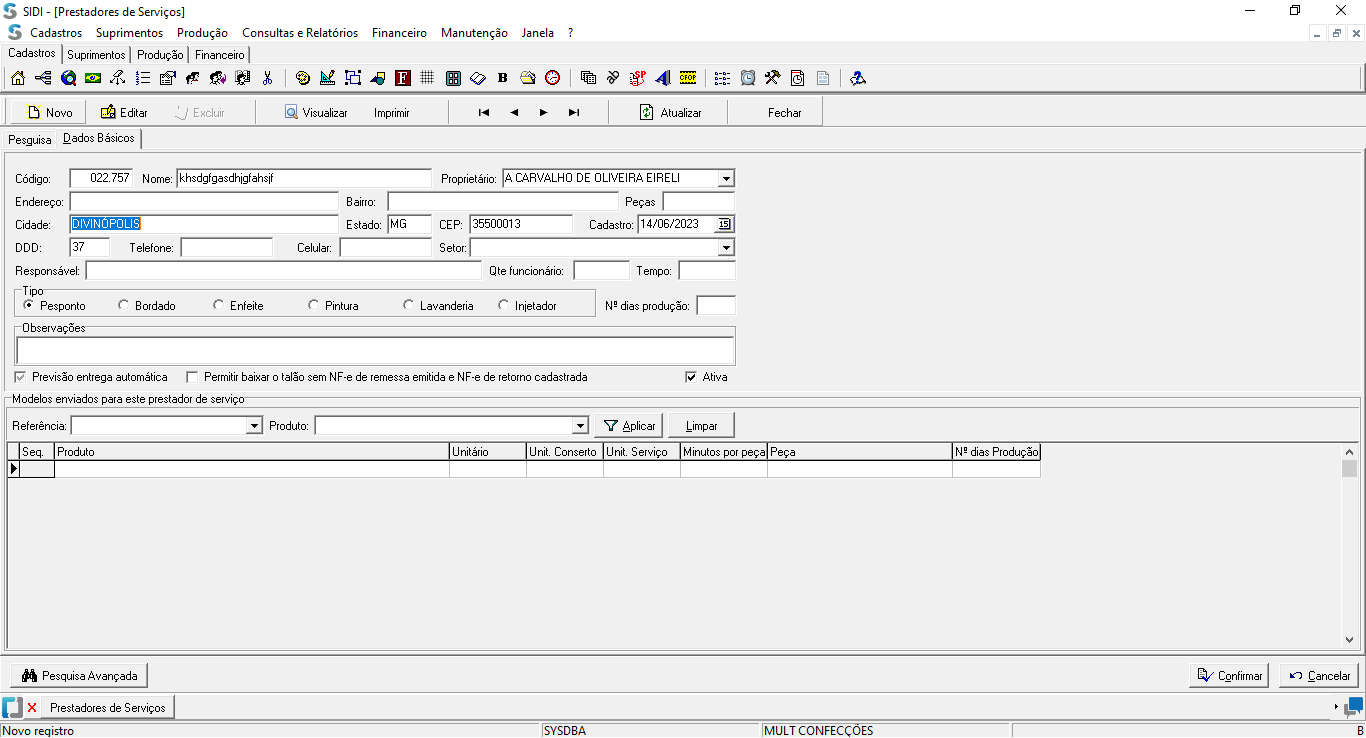 SIDI - [Prestadores de Serviços]
Cadastros Suprimentos Produção Consultas e Relatórios Financeiro Manutenção Janela ?
Cadastros Suprimentos Produção Financeiro
F B SP CFOP
Novo Editar Excluir Visualizar Imprimir Atualizar Fechar
Pesquisa Dados Básicos
Código: 022.757 Nome: khsdgfgasdhjgfahsjf Proprietário: A CARVALHO DE OLIVEIRA EIRELI
Endereço: Bairro: Peças
Cidade: DIVINÓPOLIS Estado: MG CEP: 35500013 Cadastro: 14/06/2023 15
DDD: 37 Telefone: Celular: Setor:
Responsável: Qte funcionário: Tempo:
Tipo
Pesponto Bordado Enfeite Pintura Lavanderia Injetador Nº dias produção:
Observações
Previsão entrega automática Permitir baixar o talão sem NF-e de remessa emitida e NF-e de retorno cadastrada Ativa
Modelos enviados para este prestador de serviço
Referência: Produto: Aplicar Limpar
Seq. Produto Unitário Unit. Conserto Unit. Serviço Minutos por peça Peça Nº dias Produção
Pesquisa Avançada Confirmar Cancelar
Prestadores de Serviços
Novo registro SYSDBA MULT CONFECÇÕES B